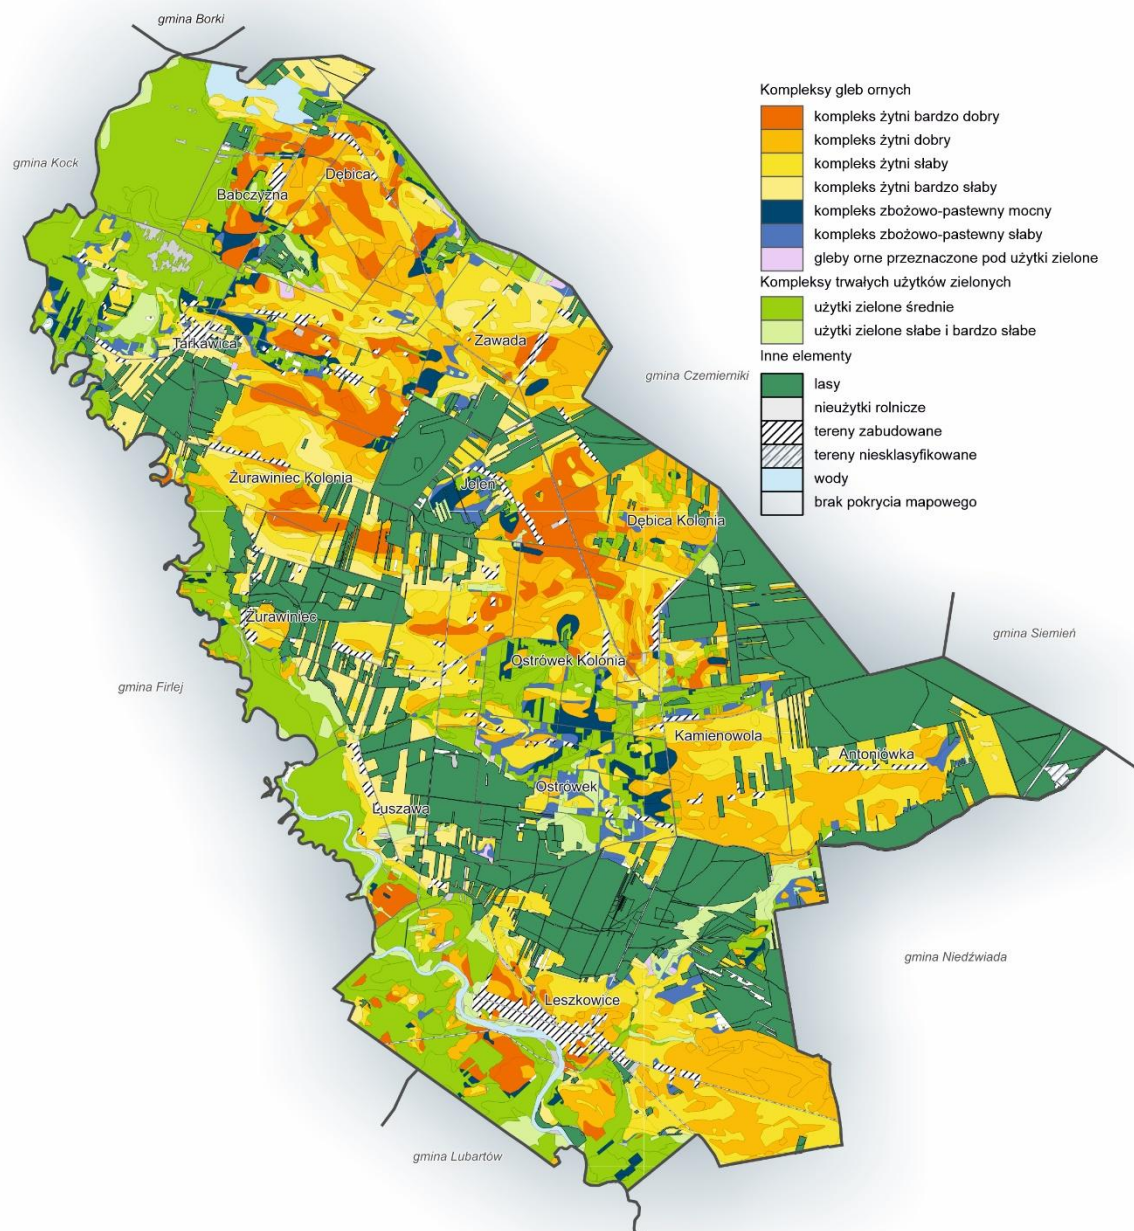 gmina Borki
Kompleksy gleb ornych
kompleks żytni bardzo dobry
kompleks żytni dobry
kompleks żytni słaby
kompleks żytni bardzo słaby
kompleks zbożowo-pastewny mocny
kompleks zbożowo-pastewny słaby
gleby orne przeznaczone pod użytki zielone
Kompleksy trwałych użytków zielonych
użytki zielone średnie
użytki zielone słabe i bardzo słabe
Inne elementy
lasy
nieużytki rolnicze
tereny zabudowane
tereny niesklasyfikowane
wody
brak pokrycia mapowego
gmina Kock
Dębica
Babczyzna
Tarkawica
Zawada
gmina Czemierniki
Żurawiniec Kolonia
Jeleń
Dębica Kolonia
Żurawiniec
gmina Siemień
Ostrówek Kolonia
gmina Firlej
Kamienowola
Antoniówka
Ostrówek
Luszawa
gmina Niedźwiada
Leszkowice
gmina Lubartów